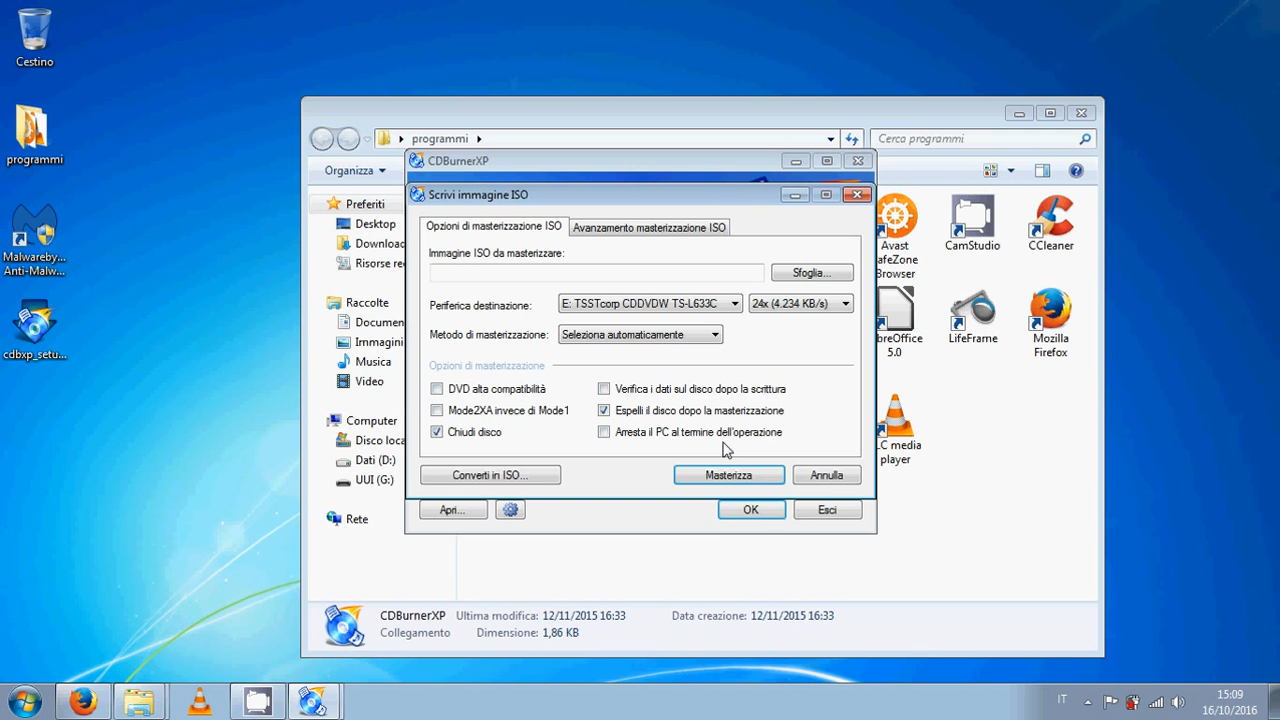 Cestino
programmi
Malwareby...
Anti-Malw...
cdbxp_setu...
programmi
Cerca programmi
Organizza
Preferiti
Desktop
Downloa
Risorse re
Raccolte
Documen
Immagini
Musica
Video
Computer
Disco loca
Dati (D:)
UUI (G:)
Rete
CDBurnerXP
Scrivi immagine ISO
Opzioni di masterizzazione ISO
Avanzamento masterizzazione ISO
Immagine ISO da masterizzare:
Sfoglia...
Periferica destinazione:
E: TSSTcorp CDDVDW TS-L633C
24x (4.234 KB/s)
Metodo di masterizzazione:
Seleziona automaticamente
Opzioni di masterizzazione
DVD alta compatibilità
Verifica i dati sul disco dopo la scrittura
Mode2XA invece di Mode1
Espelli il disco dopo la masterizzazione
Chiudi disco
Arresta il PC al termine dell'operazione
Converti in ISO...
Masterizza
Annulla
Apri...
OK
Esci
Avast
afeZone
Browser
CamStudio
CCleaner
breOffice
5.0
LifeFrame
Mozilla
Firefox
LC media
player
CDBurnerXP
Ultima modifica: 12/11/2015 16:33
Data creazione: 12/11/2015 16:33
Collegamento
Dimensione: 1,86 KB
IT
15:09
16/10/2016